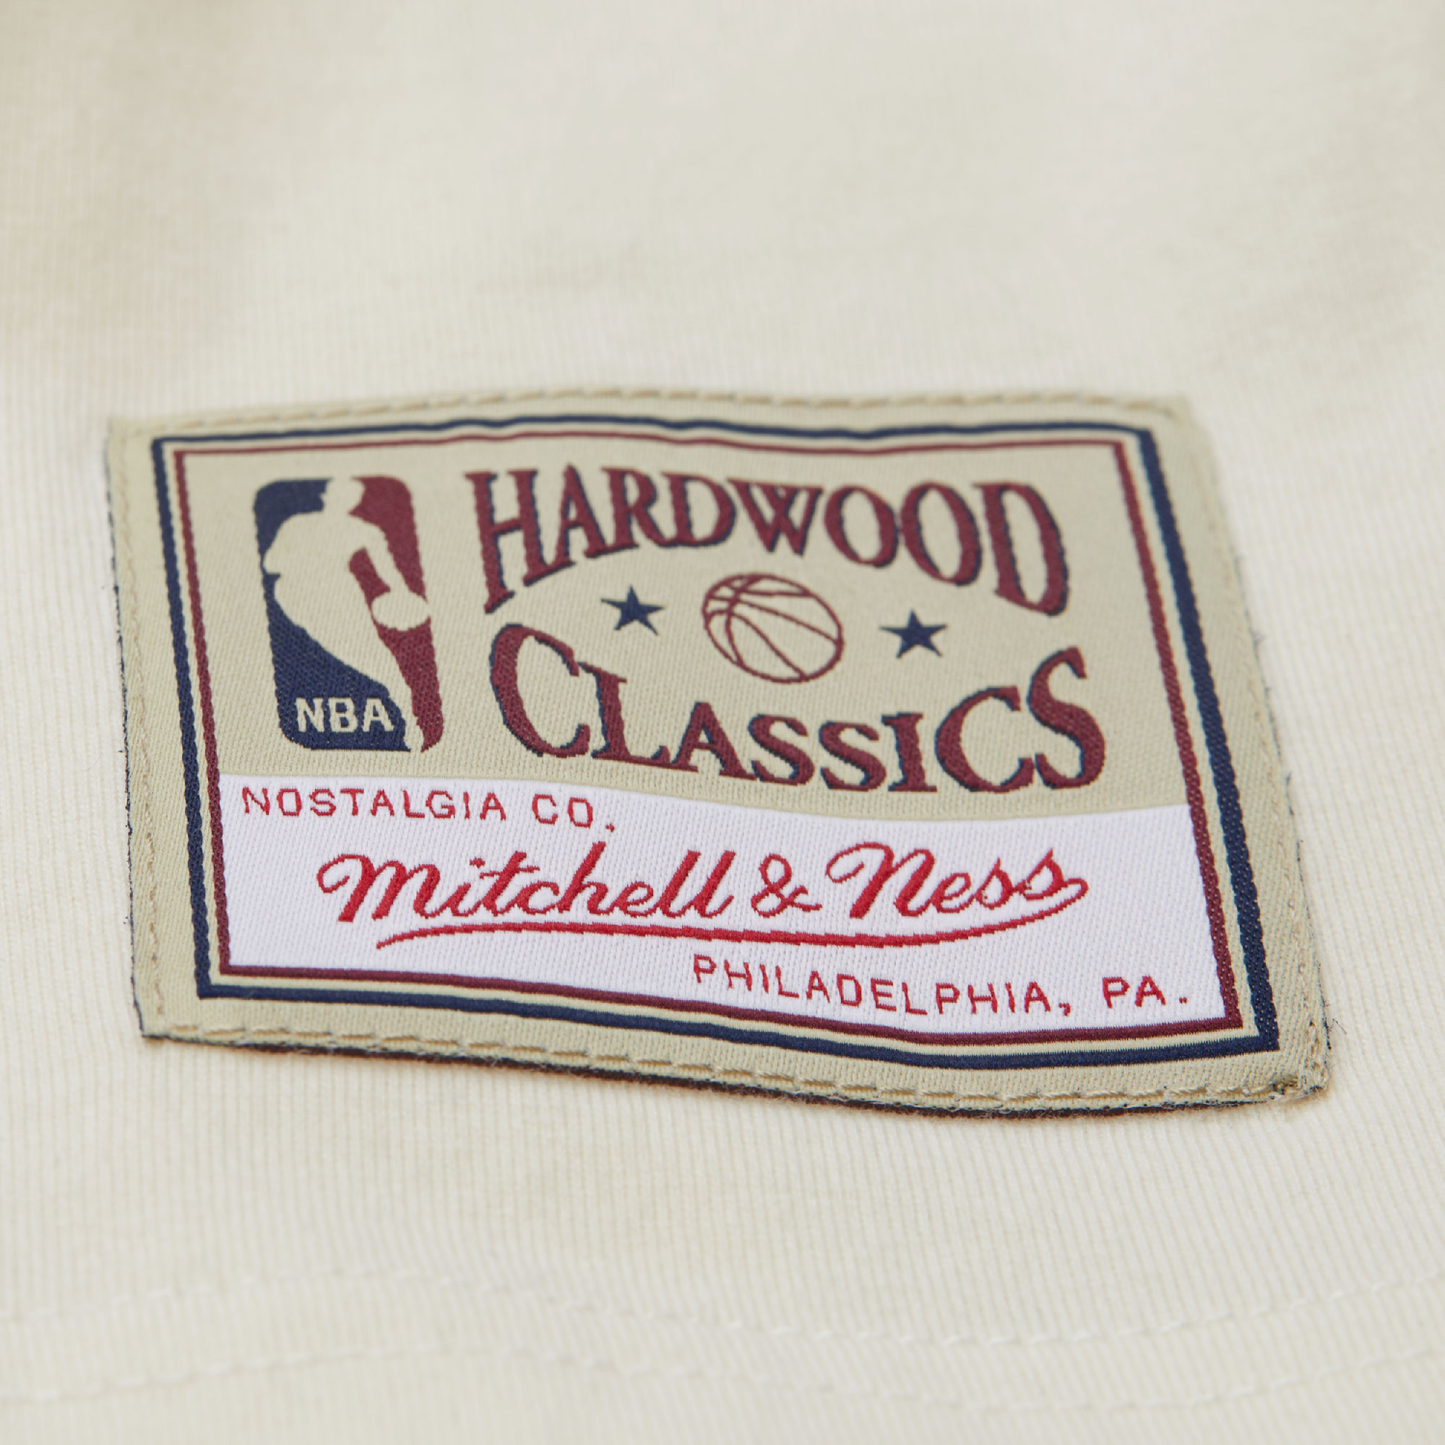 NBA
HARDWOOD
CLASSICS
NOSTALGIA CO.
Mitchell & Ness
PHILADELPHIA, PA.